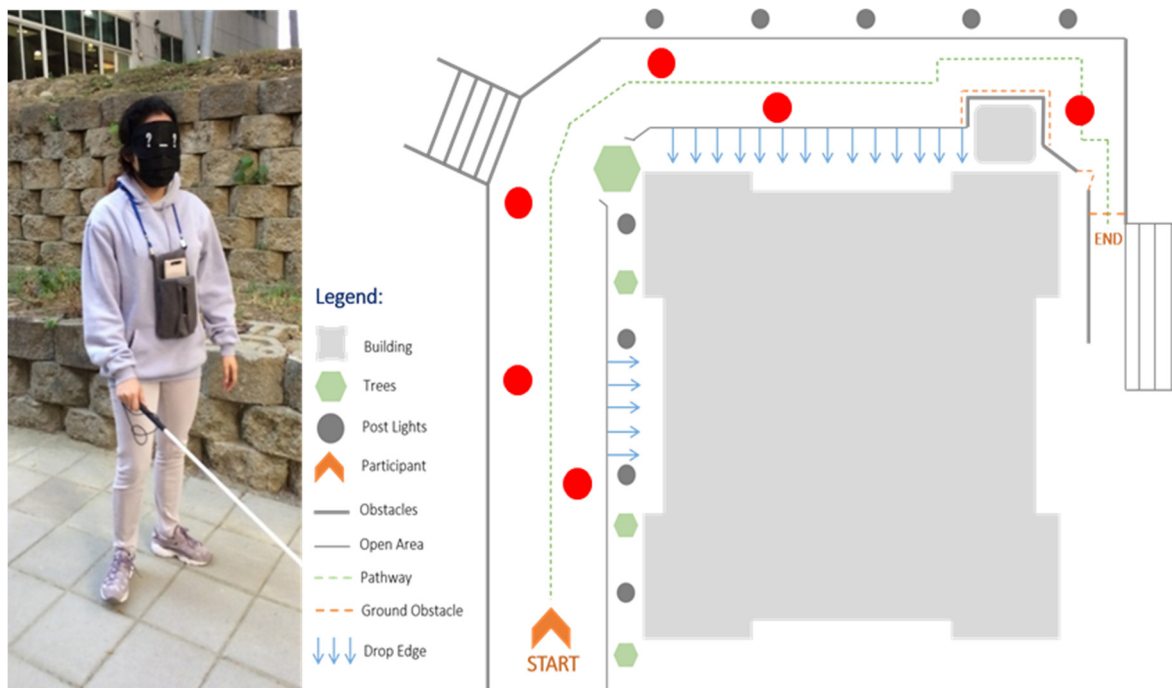 ? _ ?
Legend:
Building
Trees
Post Lights
Participant
Obstacles
Open Area
Pathway
Ground Obstacle
Drop Edge
START
END